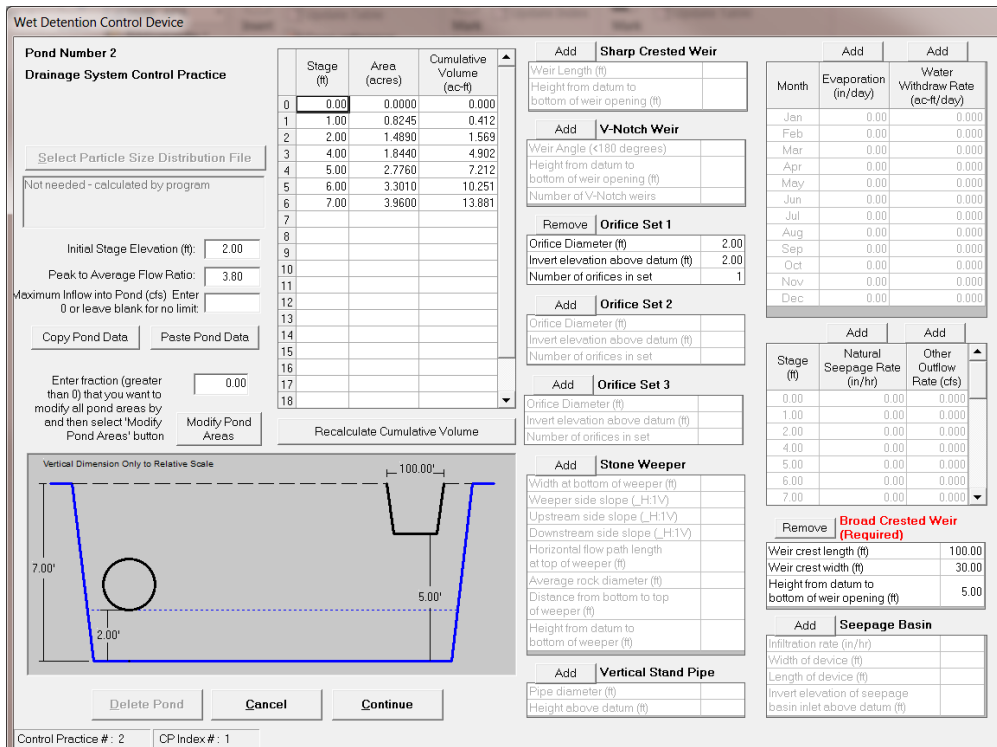 Wet Detention Control Device
Pond Number 2
Drainage System Control Practice
Select Particle Size Distribution File
Not needed - calculated by program
Initial Stage Elevation (ft): 2.00
Peak to Average Flow Ratio: 3.80
Maximum Inflow into Pond (cfs) Enter
0 or leave blank for no limit:
Copy Pond Data Paste Pond Data
Enter fraction (greater 0.00
than 0) that you want to
modify all pond areas by
and then select 'Modify
Pond Areas' button
Modify Pond
Areas
Stage
(ft)
Area
(acres)
Cumulative
Volume
(ac-ft)
0 0.00 0.0000 0.000
1 1.00 0.8245 0.412
2 2.00 1.4890 1.569
3 4.00 1.8440 4.902
4 5.00 2.7760 7.212
5 6.00 3.3010 10.251
6 7.00 3.9600 13.881
7
8
9
10
11
12
13
14
15
16
17
18
Recalculate Cumulative Volume
Vertical Dimension Only to Relative Scale
100.00'
7.00'
5.00'
2.00'
Delete Pond Cancel Continue
Control Practice # : 2 CP Index # : 1
Add Sharp Crested Weir
Weir Length (ft)
Height from datum to
bottom of weir opening (ft)
Add V-Notch Weir
Weir Angle (<180 degrees)
Height from datum to
bottom of weir opening (ft)
Number of V-Notch weirs
Remove Orifice Set 1
Orifice Diameter (ft) 2.00
Invert elevation above datum (ft) 2.00
Number of orifices in set 1
Add Orifice Set 2
Orifice Diameter (ft)
Invert elevation above datum (ft)
Number of orifices in set
Add Orifice Set 3
Orifice Diameter (ft)
Invert elevation above datum (ft)
Number of orifices in set
Add Stone Weeper
Width at bottom of weeper (ft)
Weeper side slope (_H:1V)
Upstream side slope (_H:1V)
Downstream side slope (_H:1V)
Horizontal flow path length
at top of weeper (ft)
Average rock diameter (ft)
Distance from bottom to top
of weeper (ft)
Height from datum to
bottom of weeper (ft)
Add Vertical Stand Pipe
Pipe diameter (ft)
Height above datum (ft)
Add Add
Month
Evaporation
(in/day)
Water
Withdraw Rate
(ac-ft/day)
Jan 0.00 0.000
Feb 0.00 0.000
Mar 0.00 0.000
Apr 0.00 0.000
May 0.00 0.000
Jun 0.00 0.000
Jul 0.00 0.000
Aug 0.00 0.000
Sep 0.00 0.000
Oct 0.00 0.000
Nov 0.00 0.000
Dec 0.00 0.000
Add Add
Stage
(ft)
Natural
Seepage Rate
(in/hr)
Other
Outflow
Rate (cfs)
0.00 0.00 0.000
1.00 0.00 0.000
2.00 0.00 0.000
4.00 0.00 0.000
5.00 0.00 0.000
6.00 0.00 0.000
7.00 0.00 0.000
Remove Broad Crested Weir
(Required)
Weir crest length (ft) 100.00
Weir crest width (ft) 30.00
Height from datum to
bottom of weir opening (ft) 5.00
Add Seepage Basin
Infiltration rate (in/hr)
Width of device (ft)
Length of device (ft)
Invert elevation of seepage
basin inlet above datum (ft)